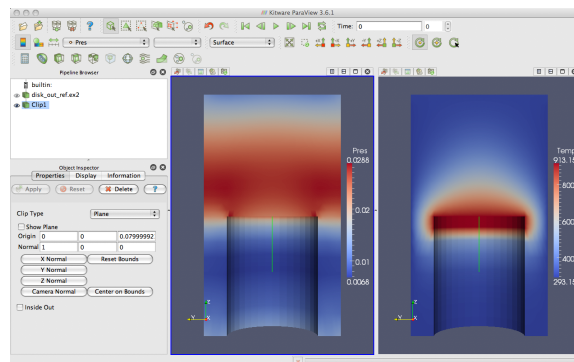 Kitware ParaView 3.6.1
Time: 0
0
Pres
Surface
Pipeline Browser
builtin:
disk_out_ref.ex2
Clip1
Object Inspector
Properties
Display
Information
Apply
Reset
Delete
?
Clip Type
Plane
Show Plane
Origin 0 0 0.07999992
Normal 1 0 0
X Normal
Reset Bounds
Y Normal
Z Normal
Camera Normal
Center on Bounds
Inside Out
Pres
0.0288
0.02
0.01
0.0068
Z
Y
X
Temp
913.15
800
600
400
293.15
Z
Y
X